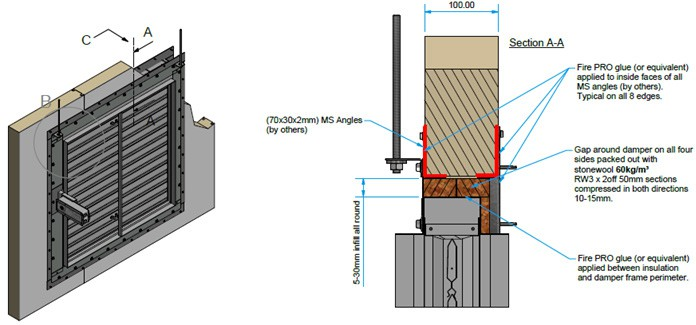 C
A
B
A
100.00
Section A-A
Fire PRO glue (or equivalent)
applied to inside faces of all
MS angles (by others).
Typical on all 8 edges.
(70x30x2mm) MS Angles
(by others)
Gap around damper on all four
sides packed out with
stonewool 60kg/m³
RW3 x 2off 50mm sections
compressed in both directions
10-15mm.
5-30mm infill all round
Fire PRO glue (or equivalent)
applied between insulation
and damper frame perimeter.